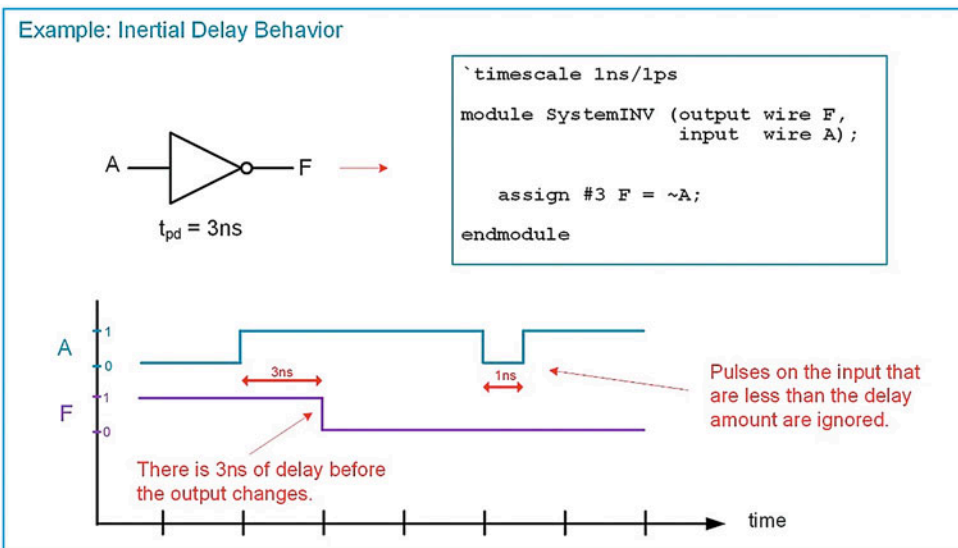 Example: Inertial Delay Behavior
`timescale 1ns/1ps
module SystemINV (output wire F,
input wire A);
assign #3 F = ~A;
endmodule
A
F
tpd = 3ns
A
1
0
3ns
1ns
Pulses on the input that
are less than the delay
amount are ignored.
F
1
0
There is 3ns of delay before
the output changes.
time